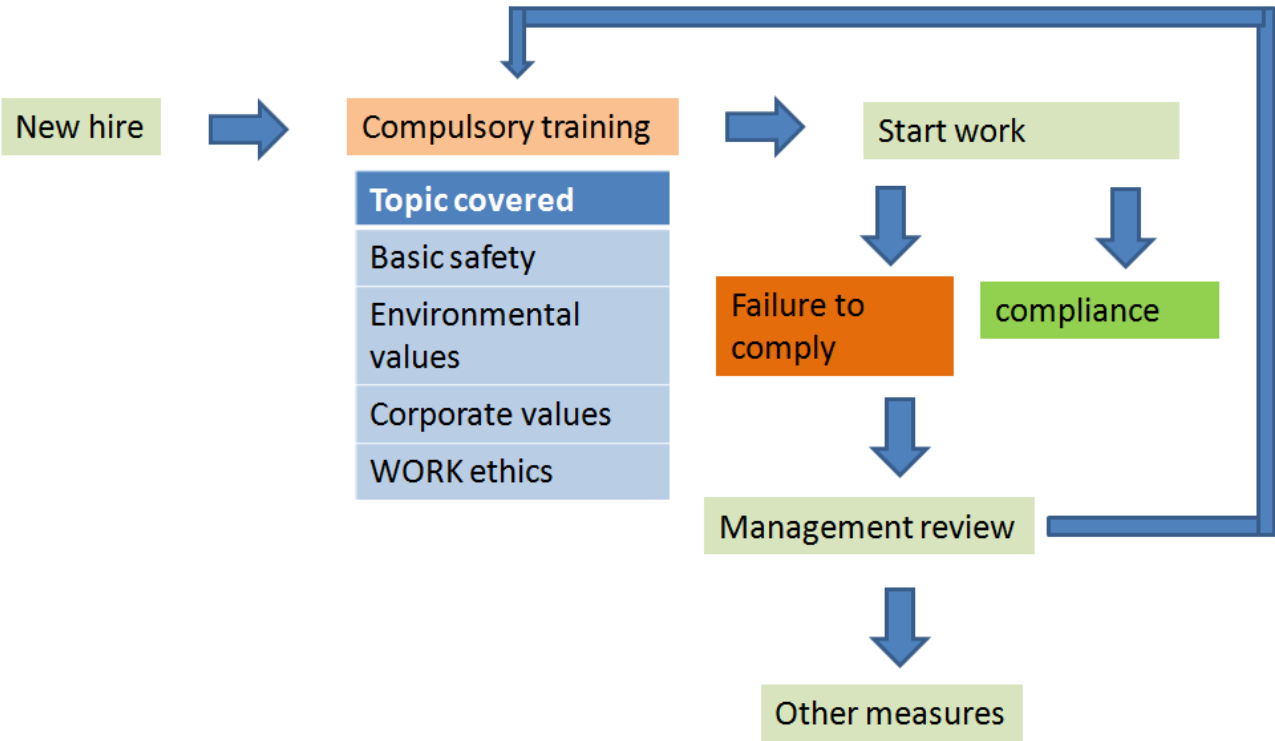 New hire
Compulsory training
Start work
Topic covered
Basic safety
Environmental
values
Corporate values
WORK ethics
Failure to
comply
compliance
Management review
Other measures